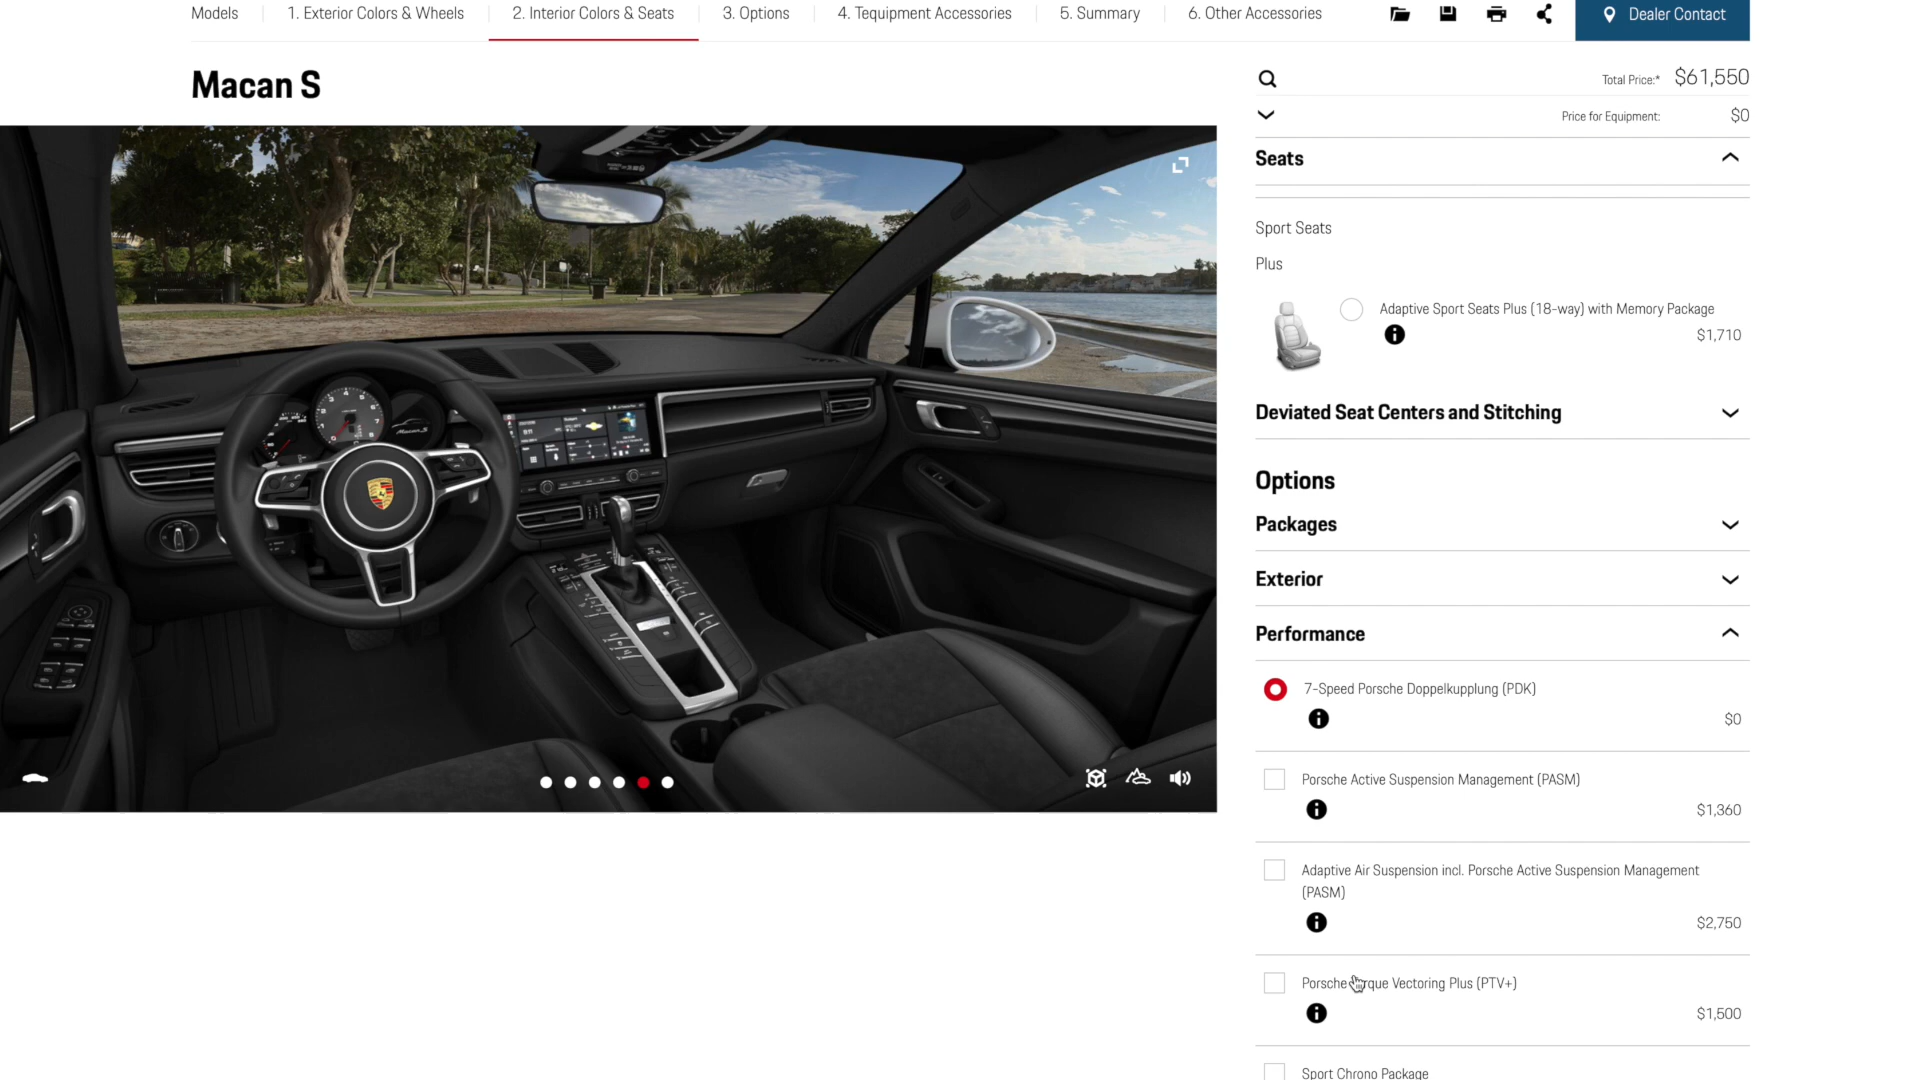 Models
1. Exterior Colors & Wheels
2. Interior Colors & Seats
3. Options
4. Tequipment Accessories
5. Summary
6. Other Accessories
Dealer Contact
Macan S
Total Price:* $61,550
Price for Equipment: $0
Seats
Sport Seats
Plus
Adaptive Sport Seats Plus (18-way) with Memory Package
$1,710
Deviated Seat Centers and Stitching
Options
Packages
Exterior
Performance
7-Speed Porsche Doppelkupplung (PDK)
$0
Porsche Active Suspension Management (PASM)
$1,360
Adaptive Air Suspension incl. Porsche Active Suspension Management
(PASM)
$2,750
Porsche Torque Vectoring Plus (PTV+)
$1,500
Sport Chrono Package